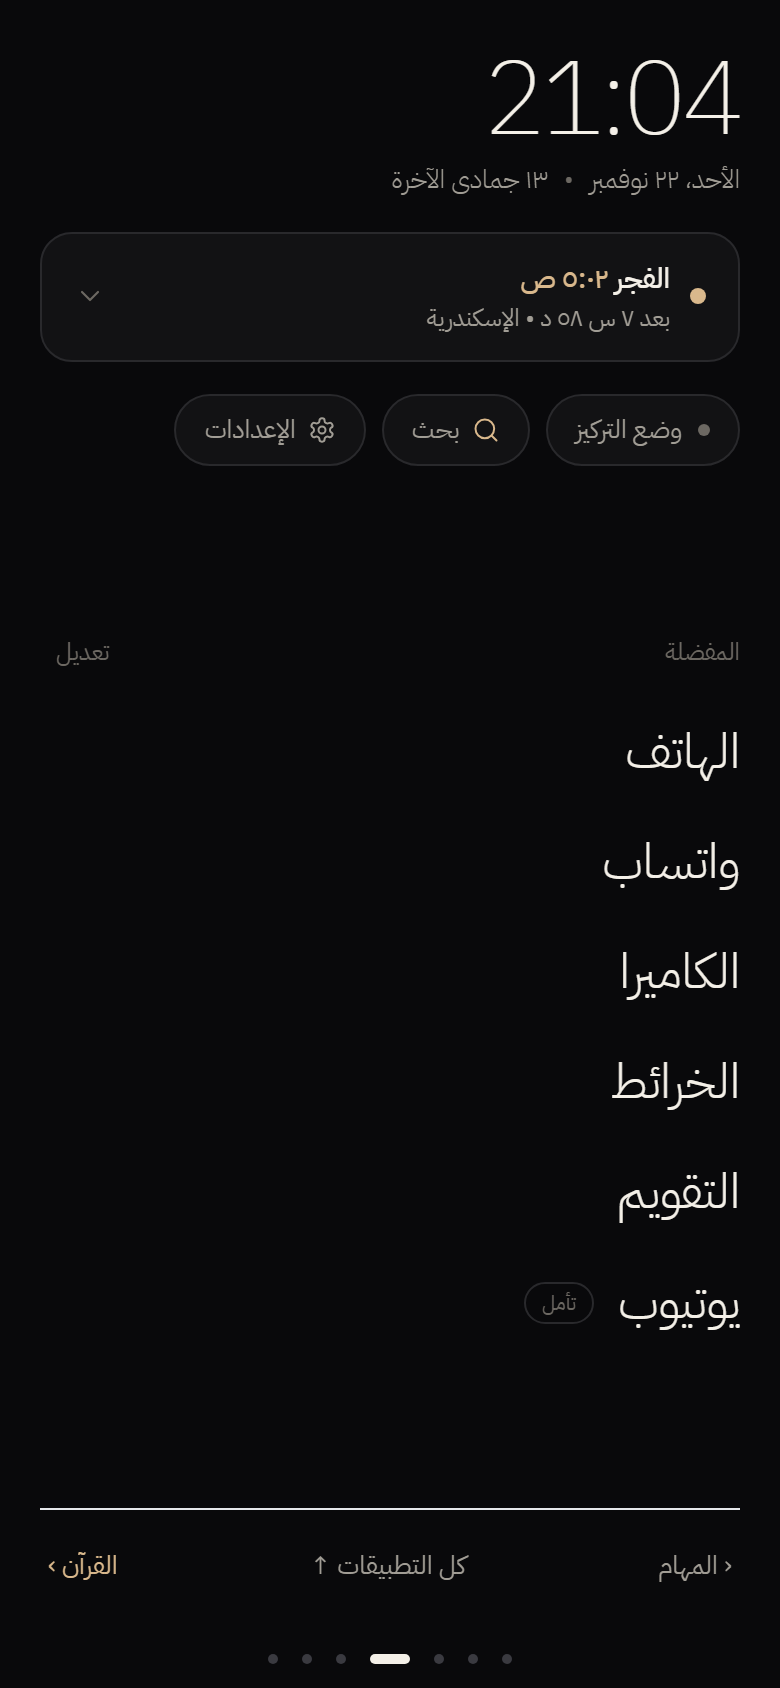 21:04
الأحد، ٢٢ نوفمبر • ١٣ جمادى الآخرة
الفجر ٥:٠٢ ص
بعد ٧ س ٥٨ د • الإسكندرية
وضع التركيز
بحث
الإعدادات
المفضلة
تعديل
الهاتف
واتساب
الكاميرا
الخرائط
التقويم
يوتيوب
تأمل
‹ المهام
كل التطبيقات ↑
القرآن ›